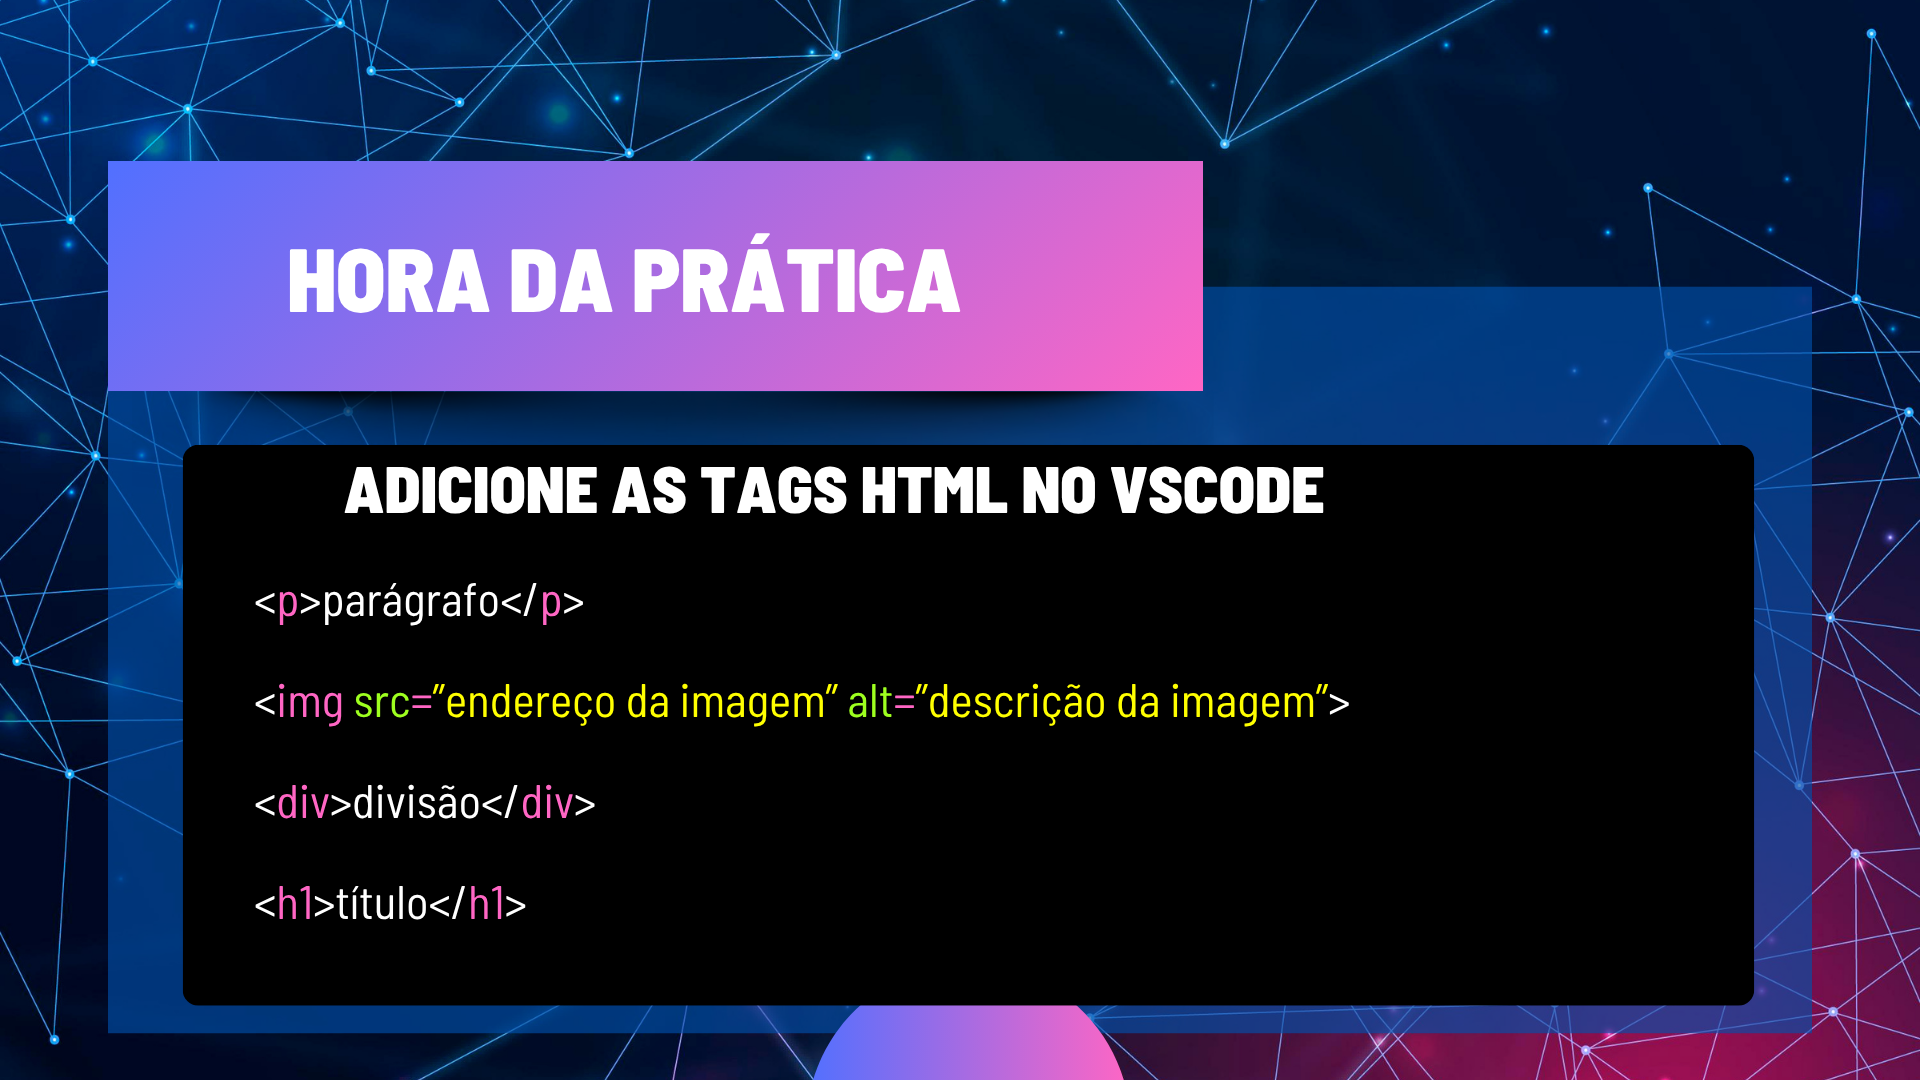 HORA DA PRÁTICA
ADICIONE AS TAGS HTML NO VSCODE
<p>parágrafo</p>
<img src=”endereço da imagem” alt=”descrição da imagem”>
<div>divisão</div>
<h1>título</h1>